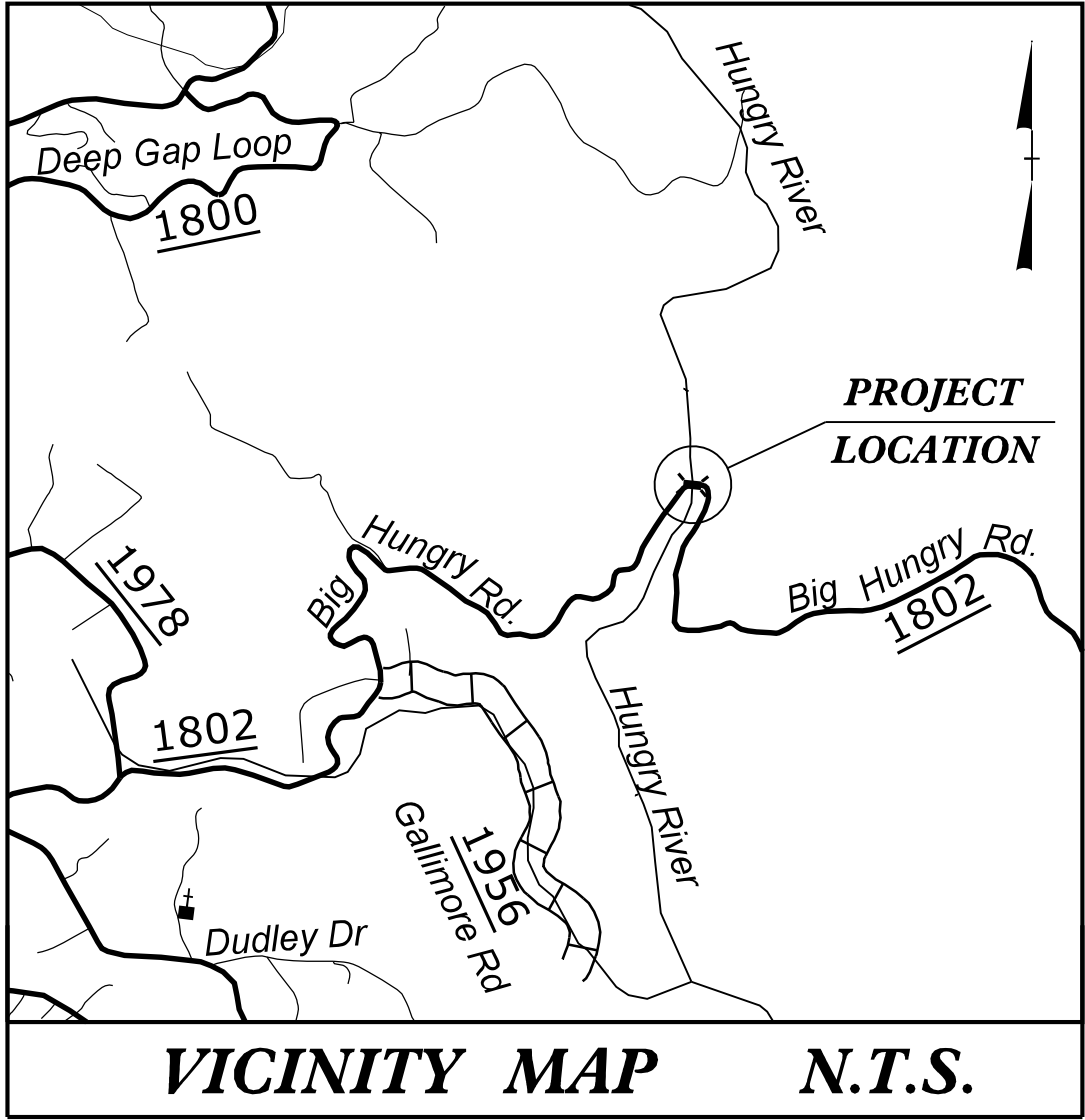 Hungry River
Deep Gap Loop
1800
PROJECT
LOCATION
Hungry Rd.
Big
1978
Big Hungry Rd.
1802
1802
Hungry River
Gallimore Rd
1956
Dudley Dr
VICINITY MAP N.T.S.